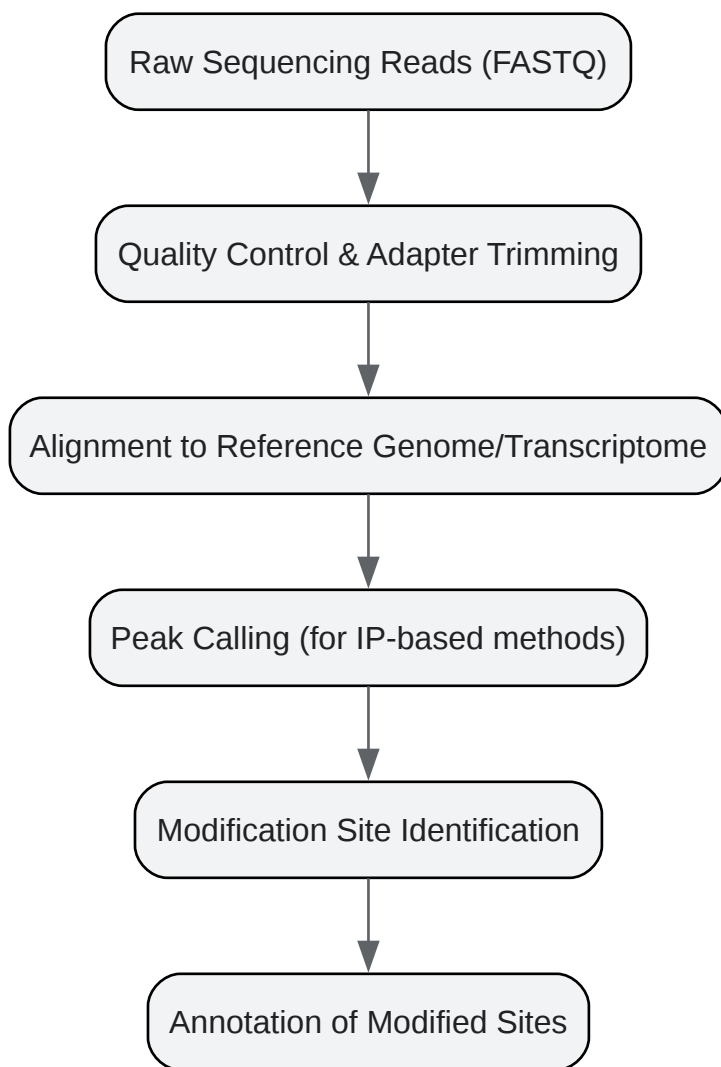 Raw Sequencing Reads (FASTQ)
Quality Control & Adapter Trimming
Alignment to Reference Genome/Transcriptome
Peak Calling (for IP-based methods)
Modification Site Identification
Annotation of Modified Sites